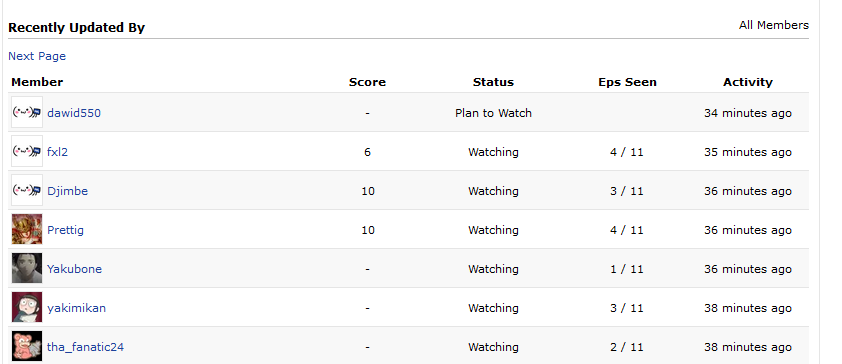 Recently Updated By All Members
Next Page
Member Score Status Eps Seen Activity
dawid550 - Plan to Watch 34 minutes ago
fxl2 6 Watching 4 / 11 35 minutes ago
Djimbe 10 Watching 3 / 11 36 minutes ago
Prettig 10 Watching 4 / 11 36 minutes ago
Yakubone - Watching 1 / 11 36 minutes ago
yakimikan - Watching 3 / 11 38 minutes ago
tha_fanatic24 - Watching 2 / 11 38 minutes ago